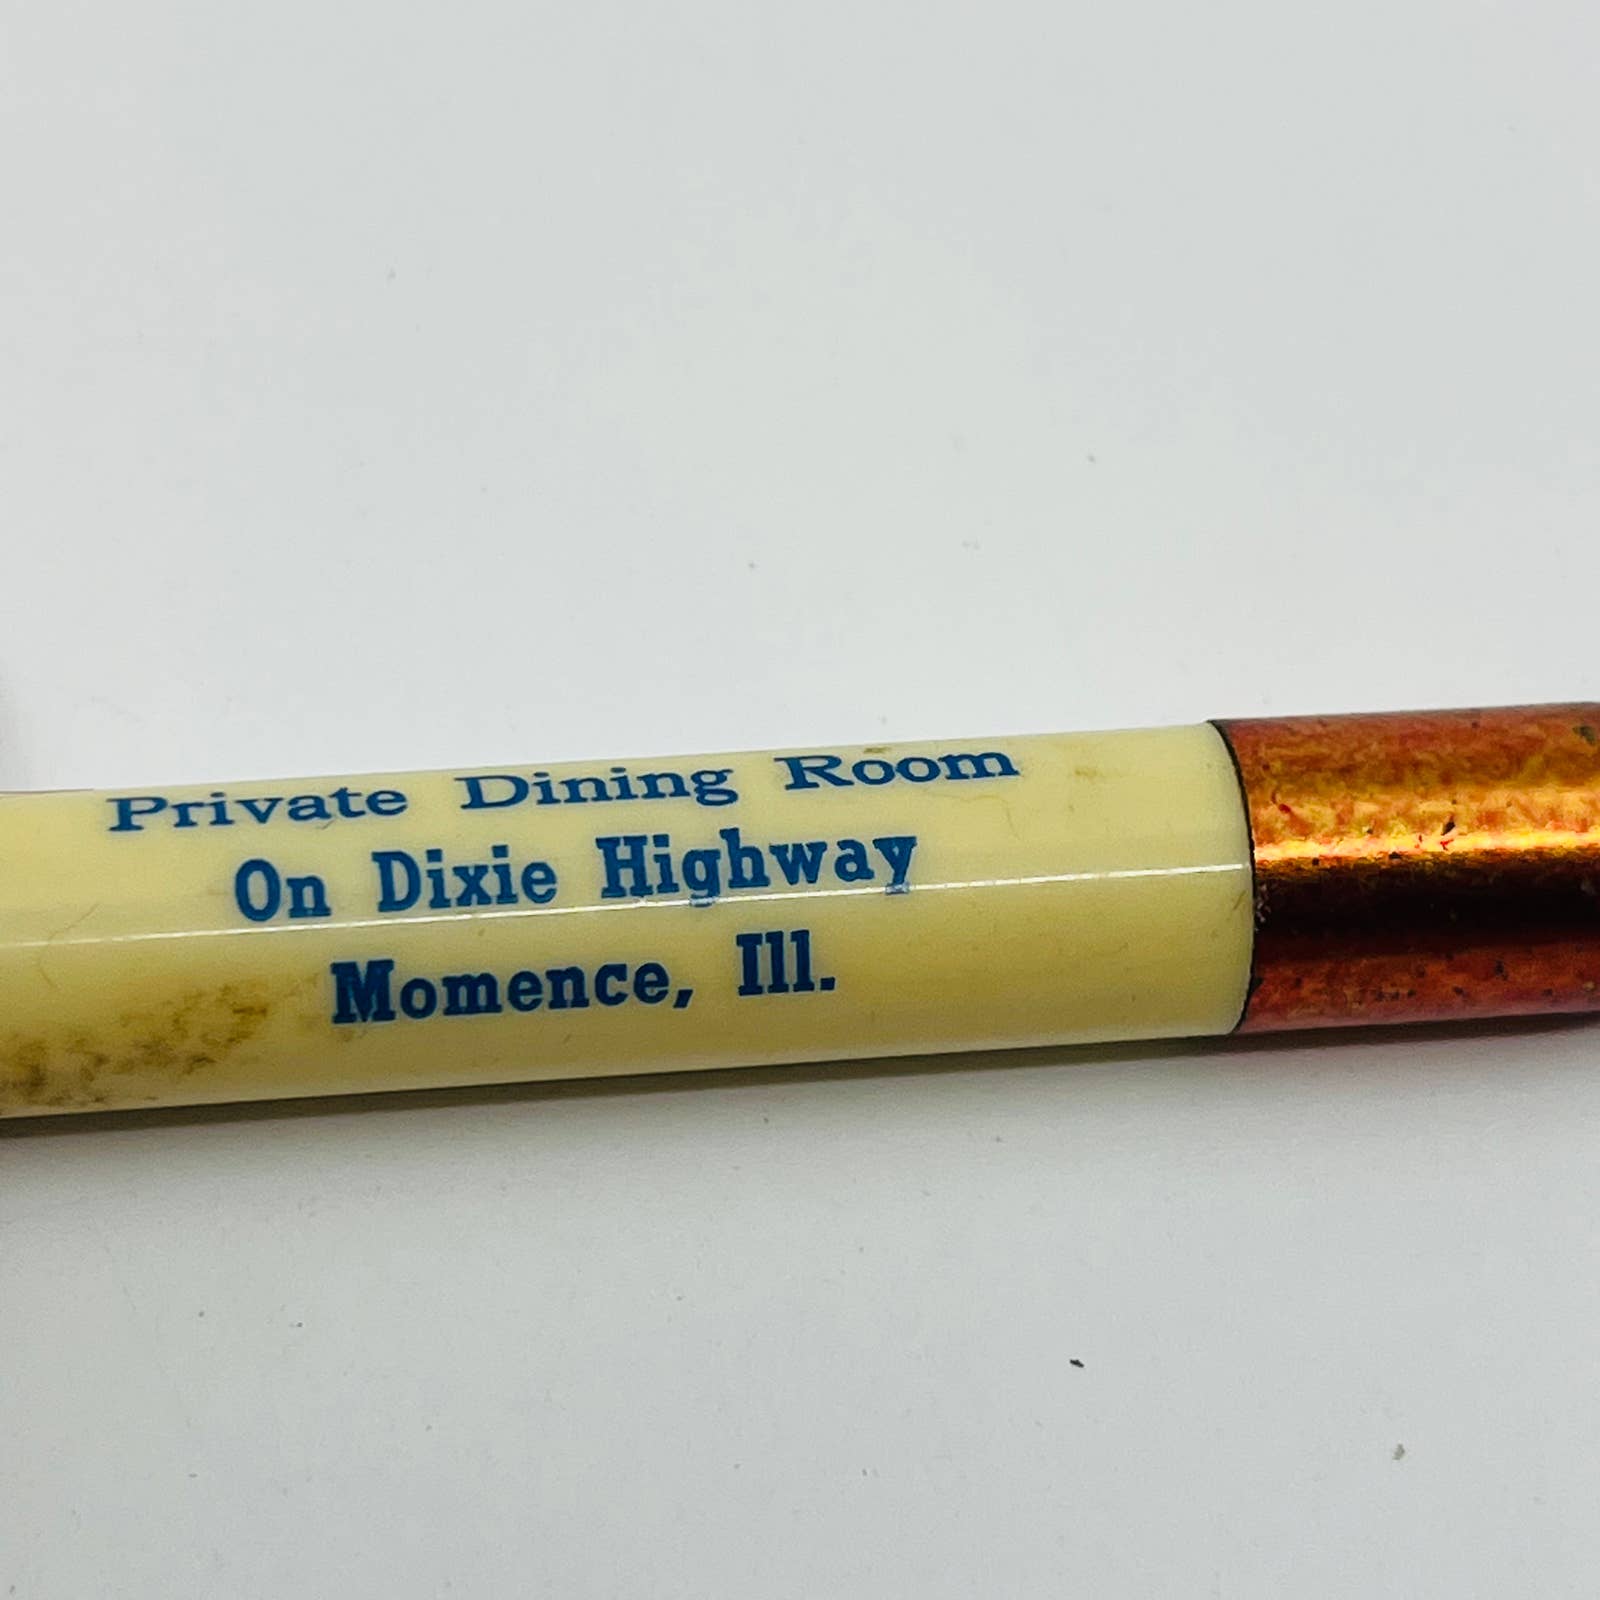 Private Dining Room
On Dixie Highway
Momence, Ill.